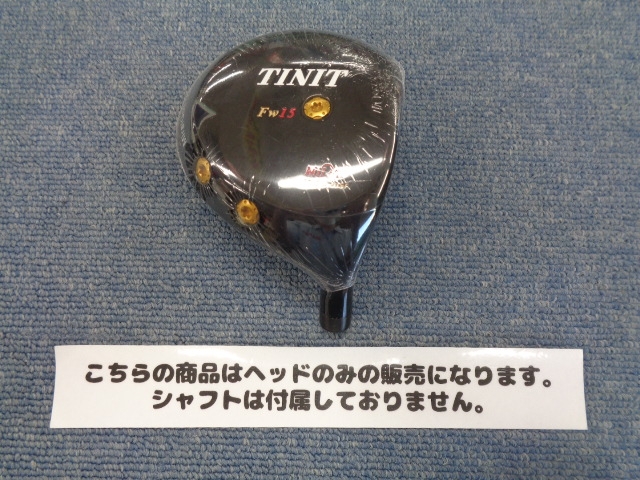 TINIT
Fw15
こちらの商品はヘッドのみの販売になります。
シャフトは付属しておりません。